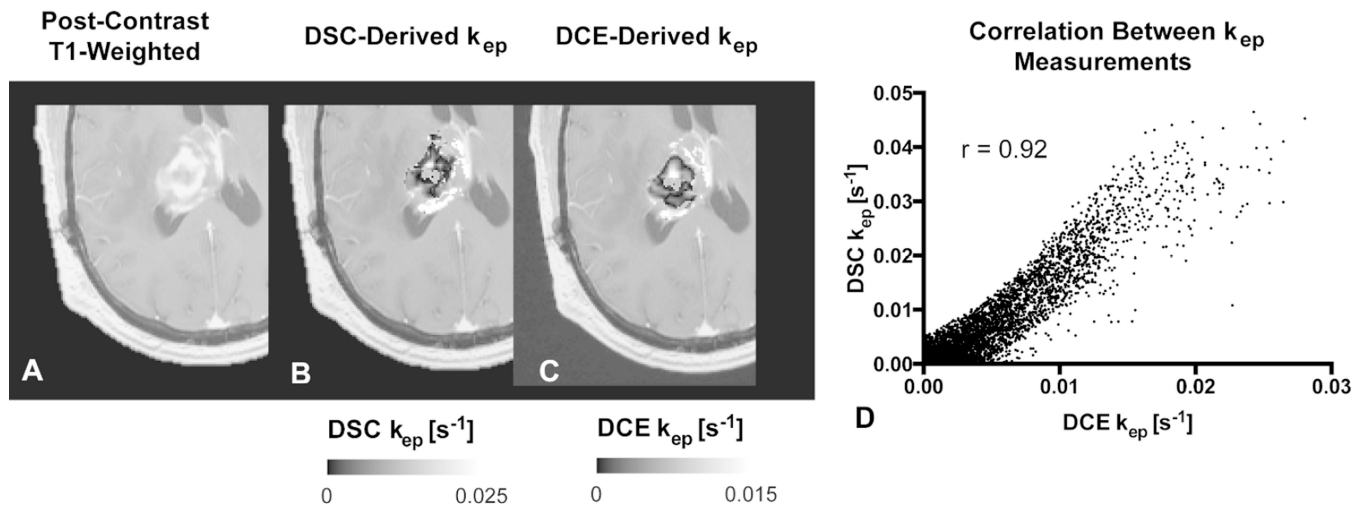 Post-Contrast
T1-Weighted
DSC-Derived kep
DCE-Derived kep
Correlation Between kep
Measurements
A
B
C
D
r = 0.92
DSC kep [s-1]
0.05
0.04
0.03
0.02
0.01
0.00
0.00 0.01 0.02 0.03
DCE kep [s-1]
DSC kep [s-1]
0 0.025
DCE kep [s-1]
0 0.015